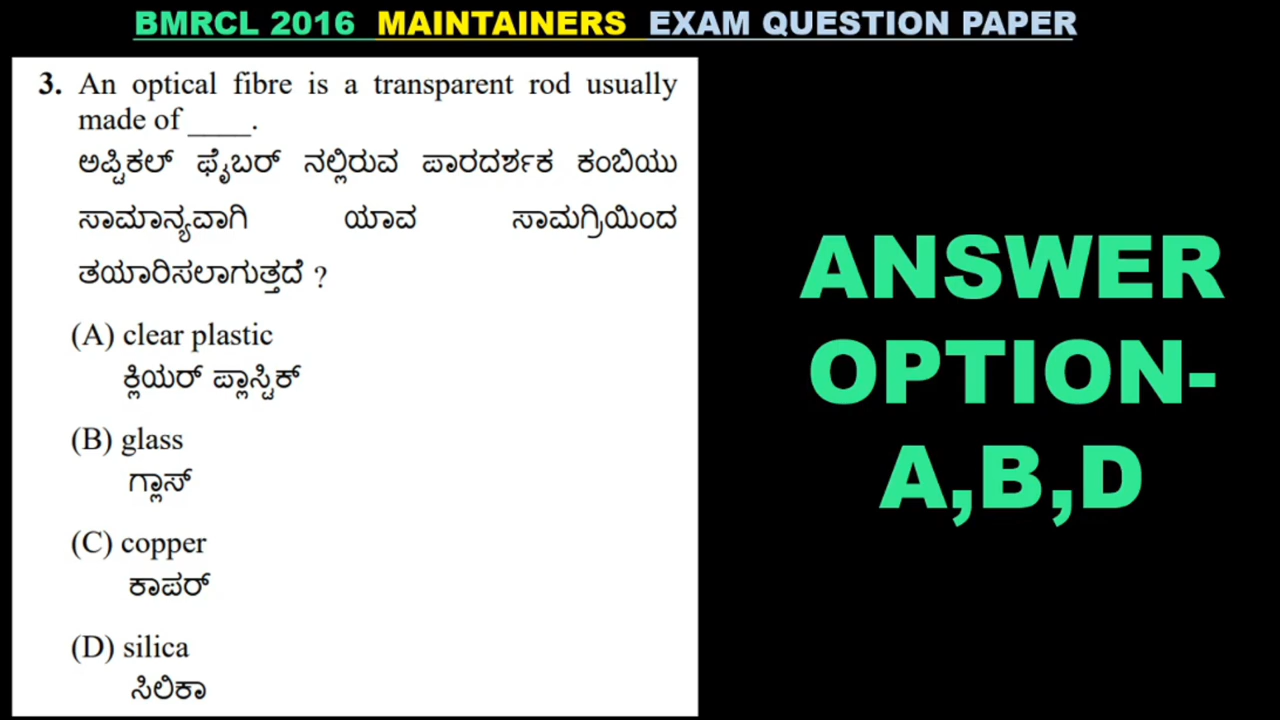 BMRCL 2016 MAINTAINERS EXAM QUESTION PAPER
3. An optical fibre is a transparent rod usually
made of ____.
ಅಪ್ಟಿಕಲ್ ಫೈಬರ್ ನಲ್ಲಿರುವ ಪಾರದರ್ಶಕ ಕಂಬಿಯು
ಸಾಮಾನ್ಯವಾಗಿ ಯಾವ ಸಾಮಗ್ರಿಯಿಂದ
ತಯಾರಿಸಲಾಗುತ್ತದೆ ?
(A) clear plastic
ಕ್ಲಿಯರ್ ಪ್ಲಾಸ್ಟಿಕ್
(B) glass
ಗ್ಲಾಸ್
(C) copper
ಕಾಪರ್
(D) silica
ಸಿಲಿಕಾ
ANSWER
OPTION-
A,B,D